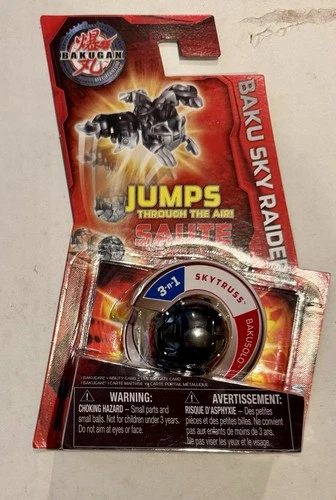 爆丸
BAKUGAN
BAKU SKY RAIDE
JUMPS
THROUGH THE AIR!
SAUTE
3-n-1
SKYTRUSS
BAKUSOLO
WARNING:
CHOKING HAZARD – Small parts and
small balls. Not for children under 3 years.
Do not aim at eyes or face.
AVERTISSEMENT:
RISQUE D'ASPHYXIE – Des petites
pièces et des petites billes. Ne convient
pas aux enfants de moins de 3 ans.
Ne pas viser les yeux et le visage.